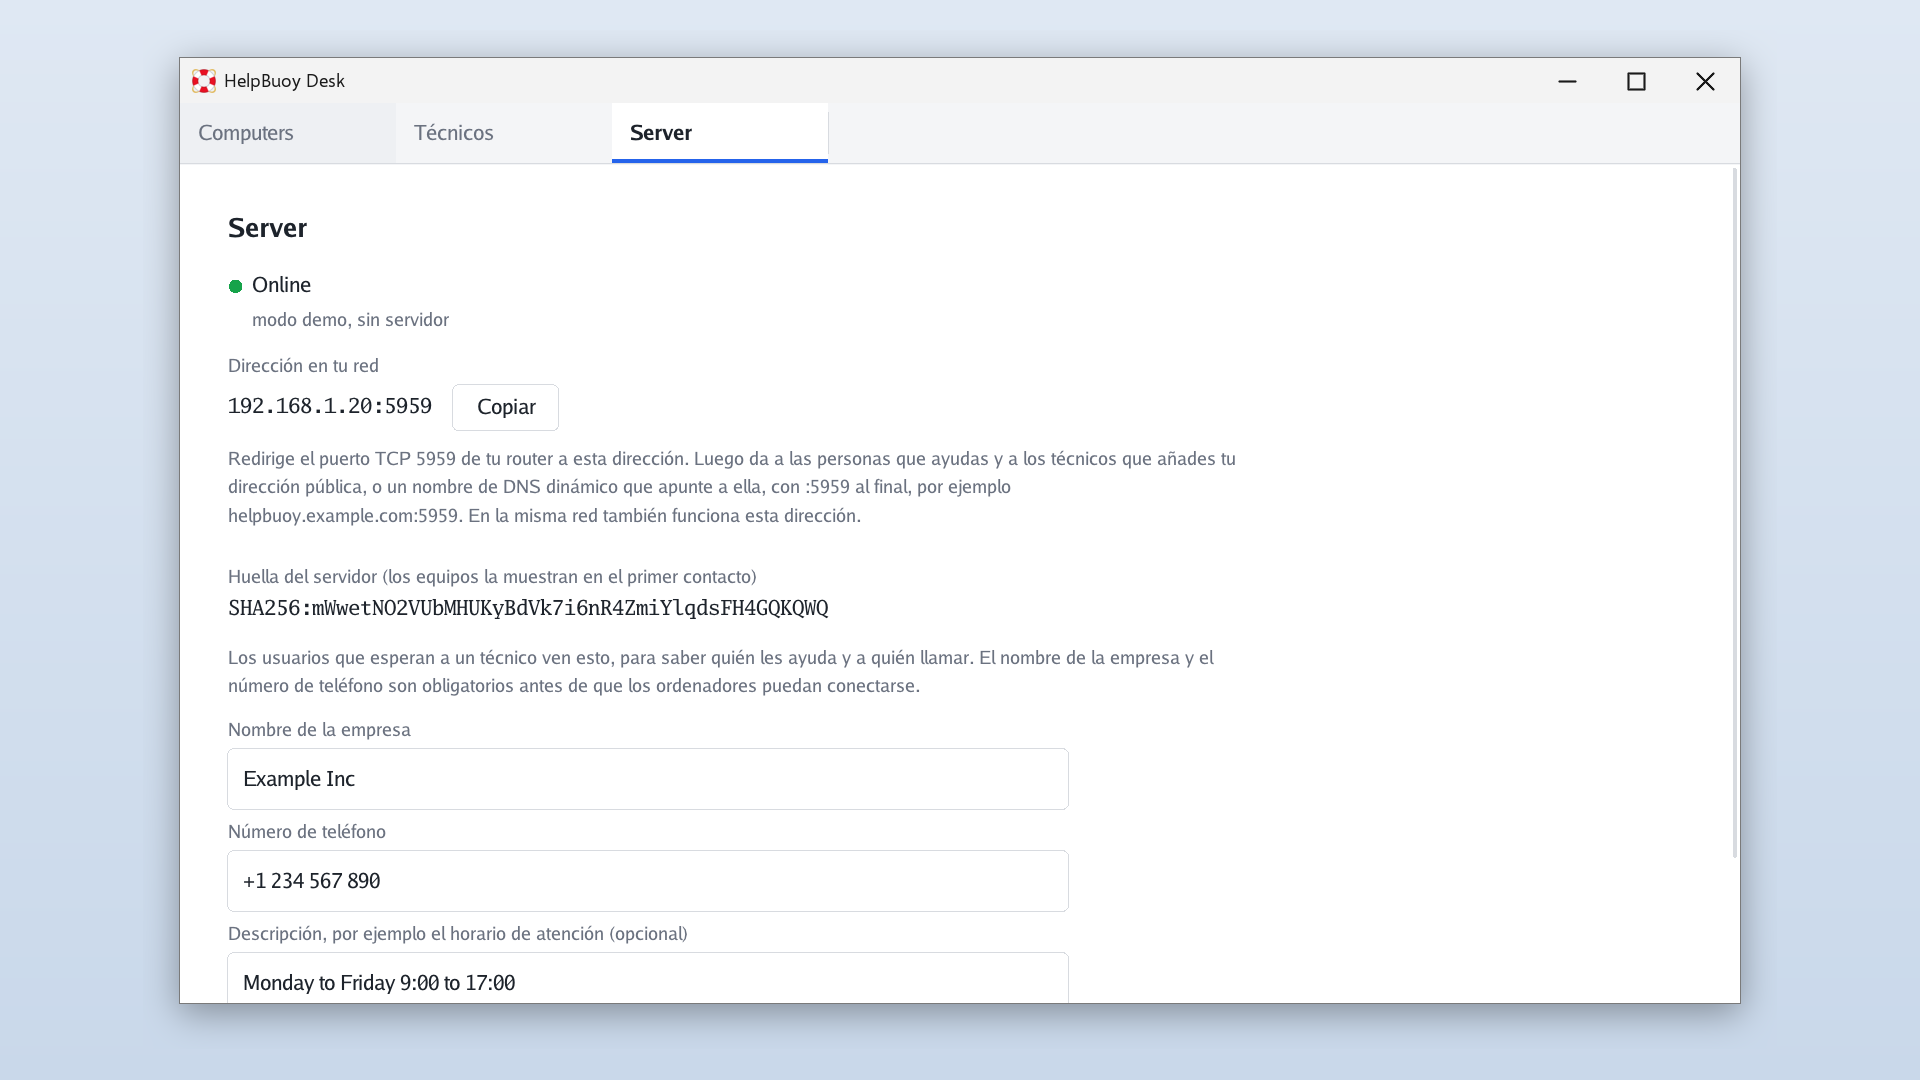 HelpBuoy Desk
Computers
Técnicos
Server
Server
Online
modo demo, sin servidor
Dirección en tu red
192.168.1.20:5959
Copiar
Redirige el puerto TCP 5959 de tu router a esta dirección. Luego da a las personas que ayudas y a los técnicos que añades tu
dirección pública, o un nombre de DNS dinámico que apunte a ella, con :5959 al final, por ejemplo
helpbuoy.example.com:5959. En la misma red también funciona esta dirección.
Huella del servidor (los equipos la muestran en el primer contacto)
SHA256:mWwetNO2VUbMHUKyBdVk7i6nR4ZmiYlqdsFH4GQKQWQ
Los usuarios que esperan a un técnico ven esto, para saber quién les ayuda y a quién llamar. El nombre de la empresa y el
número de teléfono son obligatorios antes de que los ordenadores puedan conectarse.
Nombre de la empresa
Example Inc
Número de teléfono
+1 234 567 890
Descripción, por ejemplo el horario de atención (opcional)
Monday to Friday 9:00 to 17:00